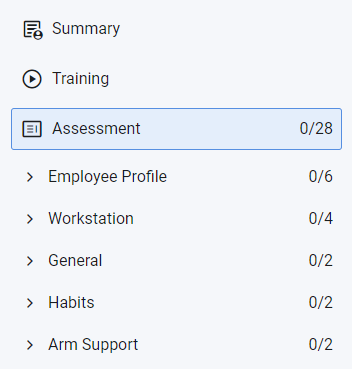 Summary
Training
Assessment 0/28
Employee Profile 0/6
Workstation 0/4
General 0/2
Habits 0/2
Arm Support 0/2